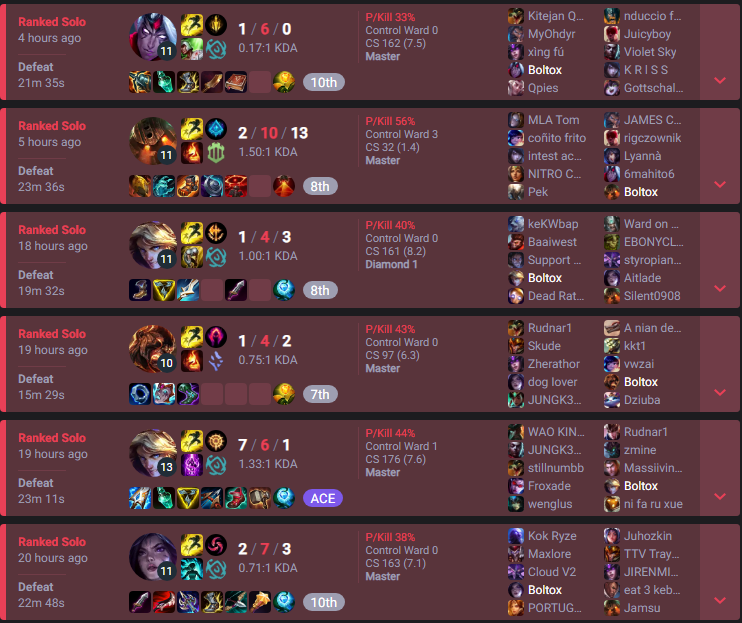 Ranked Solo
4 hours ago
Defeat
21m 35s
11
1 / 6 / 0
0.17:1 KDA
10th
P/Kill 33%
Control Ward 0
CS 162 (7.5)
Master
Kitejan Q...
MyOhdyr
xìng fú
Boltox
Qpies
nduccio f...
Juicyboy
Violet Sky
K R I S S
Gottschal...
Ranked Solo
5 hours ago
Defeat
23m 36s
11
2 / 10 / 13
1.50:1 KDA
8th
P/Kill 56%
Control Ward 3
CS 32 (1.4)
Master
MLA Tom
coñito frito
intest ac...
NITRO C...
Pek
JAMES C...
rigczownik
Lyannà
6mahito6
Boltox
Ranked Solo
18 hours ago
Defeat
19m 32s
11
1 / 4 / 3
1.00:1 KDA
8th
P/Kill 40%
Control Ward 0
CS 161 (8.2)
Diamond 1
keKWbap
Baaiwest
Support ...
Boltox
Dead Rat...
Ward on ...
EBONYCL...
styropian...
Aitlade
Silent0908
Ranked Solo
19 hours ago
Defeat
15m 29s
10
1 / 4 / 2
0.75:1 KDA
7th
P/Kill 43%
Control Ward 0
CS 97 (6.3)
Master
Rudnar1
Skude
Zherathor
dog lover
JUNGK3...
A nian de...
kkt1
vwzai
Boltox
Dziuba
Ranked Solo
19 hours ago
Defeat
23m 11s
13
7 / 6 / 1
1.33:1 KDA
ACE
P/Kill 44%
Control Ward 1
CS 176 (7.6)
Master
WAO KIN...
JUNGK3...
stillnumbb
Froxade
wenglus
Rudnar1
zmine
Massiivin...
Boltox
ni fa ru xue
Ranked Solo
20 hours ago
Defeat
22m 48s
11
2 / 7 / 3
0.71:1 KDA
10th
P/Kill 38%
Control Ward 0
CS 163 (7.1)
Master
Kok Ryze
Maxlore
Cloud V2
Boltox
PORTUG...
Juhozkin
TTV Tray...
JIRENMI...
eat 3 keb...
Jamsu